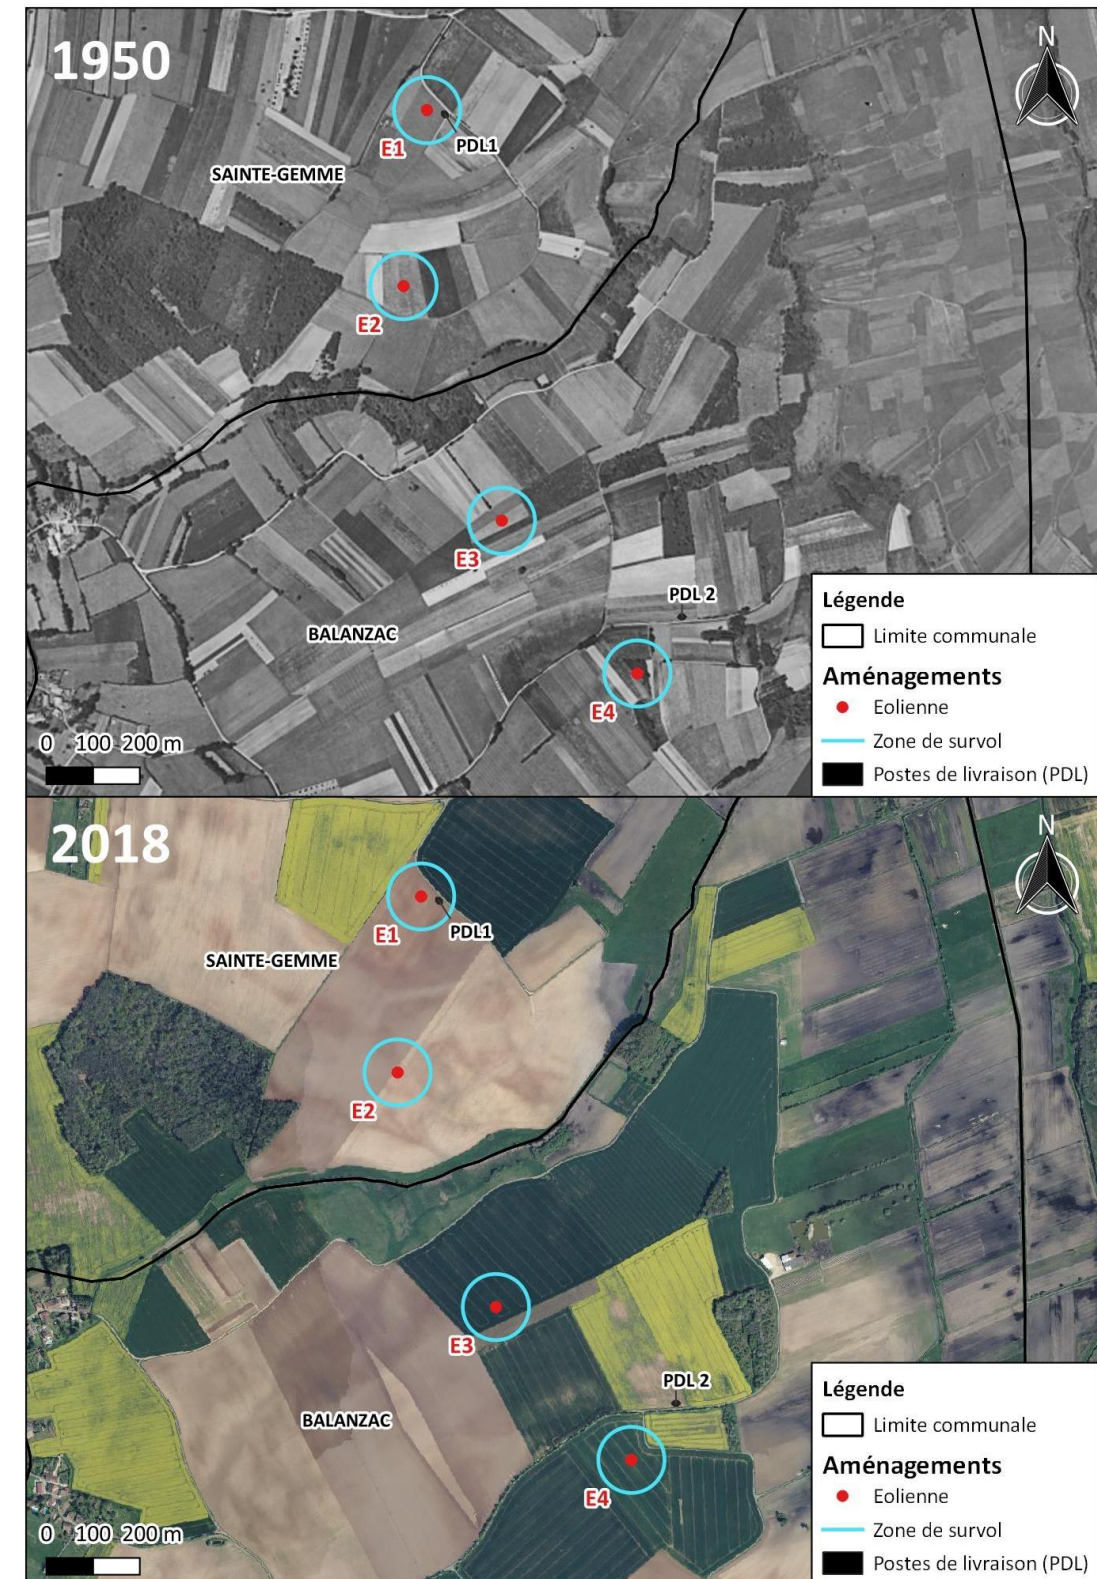 1950
N
E1
PDL1
SAINTE-GEMME
E2
E3
PDL 2
BALANZAC
E4
0 100 200 m
Légende
Limite communale
Aménagements
Eolienne
Zone de survol
Postes de livraison (PDL)
2018
N
E1
PDL1
SAINTE-GEMME
E2
E3
PDL 2
BALANZAC
E4
0 100 200 m
Légende
Limite communale
Aménagements
Eolienne
Zone de survol
Postes de livraison (PDL)